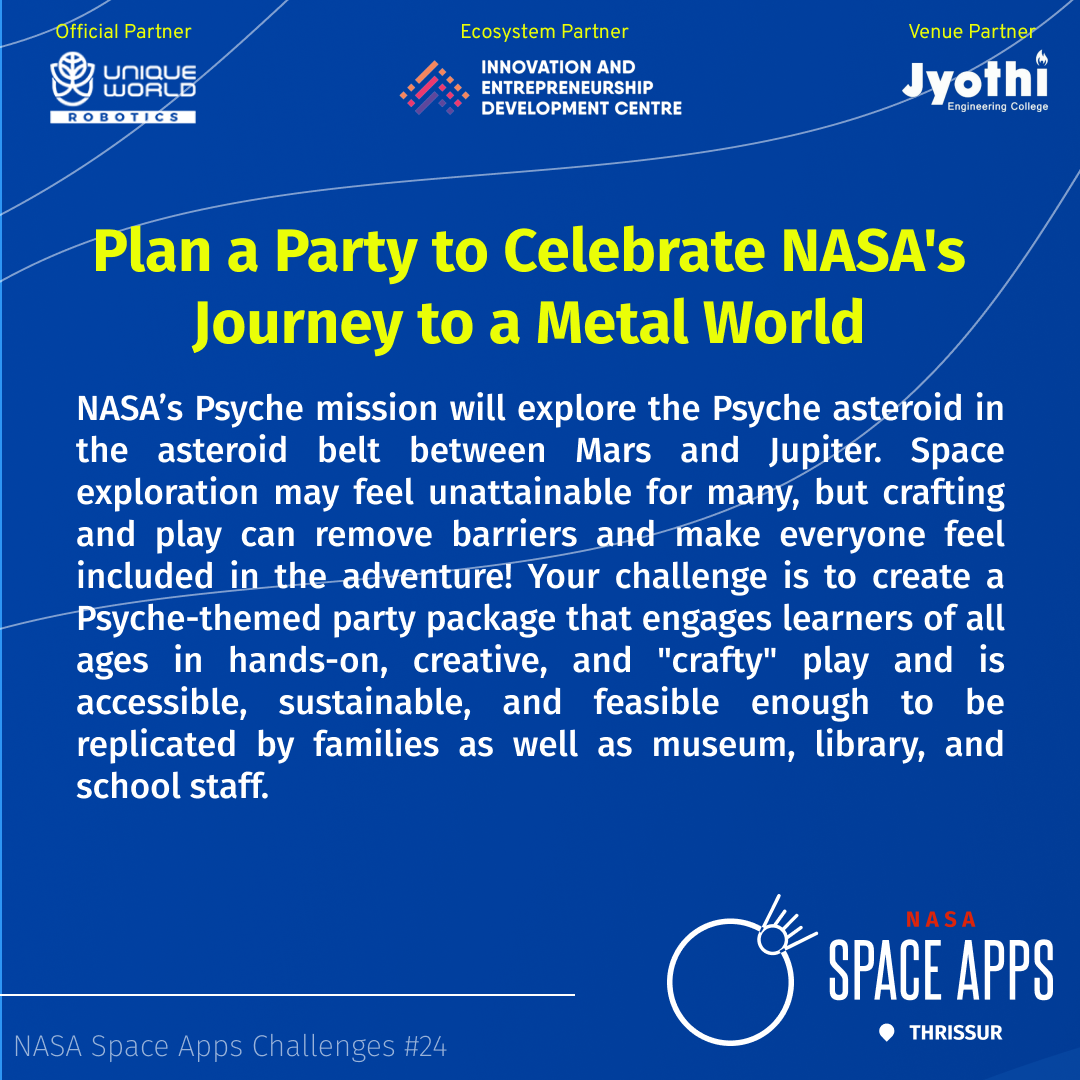 Official Partner
UNIQUE
WORLD
ROBOTICS
Ecosystem Partner
INNOVATION AND
ENTREPRENEURSHIP
DEVELOPMENT CENTRE
Venue Partner
Jyothi
Engineering College
Plan a Party to Celebrate NASA's
Journey to a Metal World
NASA’s Psyche mission will explore the Psyche asteroid in
the asteroid belt between Mars and Jupiter. Space
exploration may feel unattainable for many, but crafting
and play can remove barriers and make everyone feel
included in the adventure! Your challenge is to create a
Psyche-themed party package that engages learners of all
ages in hands-on, creative, and "crafty" play and is
accessible, sustainable, and feasible enough to be
replicated by families as well as museum, library, and
school staff.
NASA
SPACE APPS
THRISSUR
NASA Space Apps Challenges #24